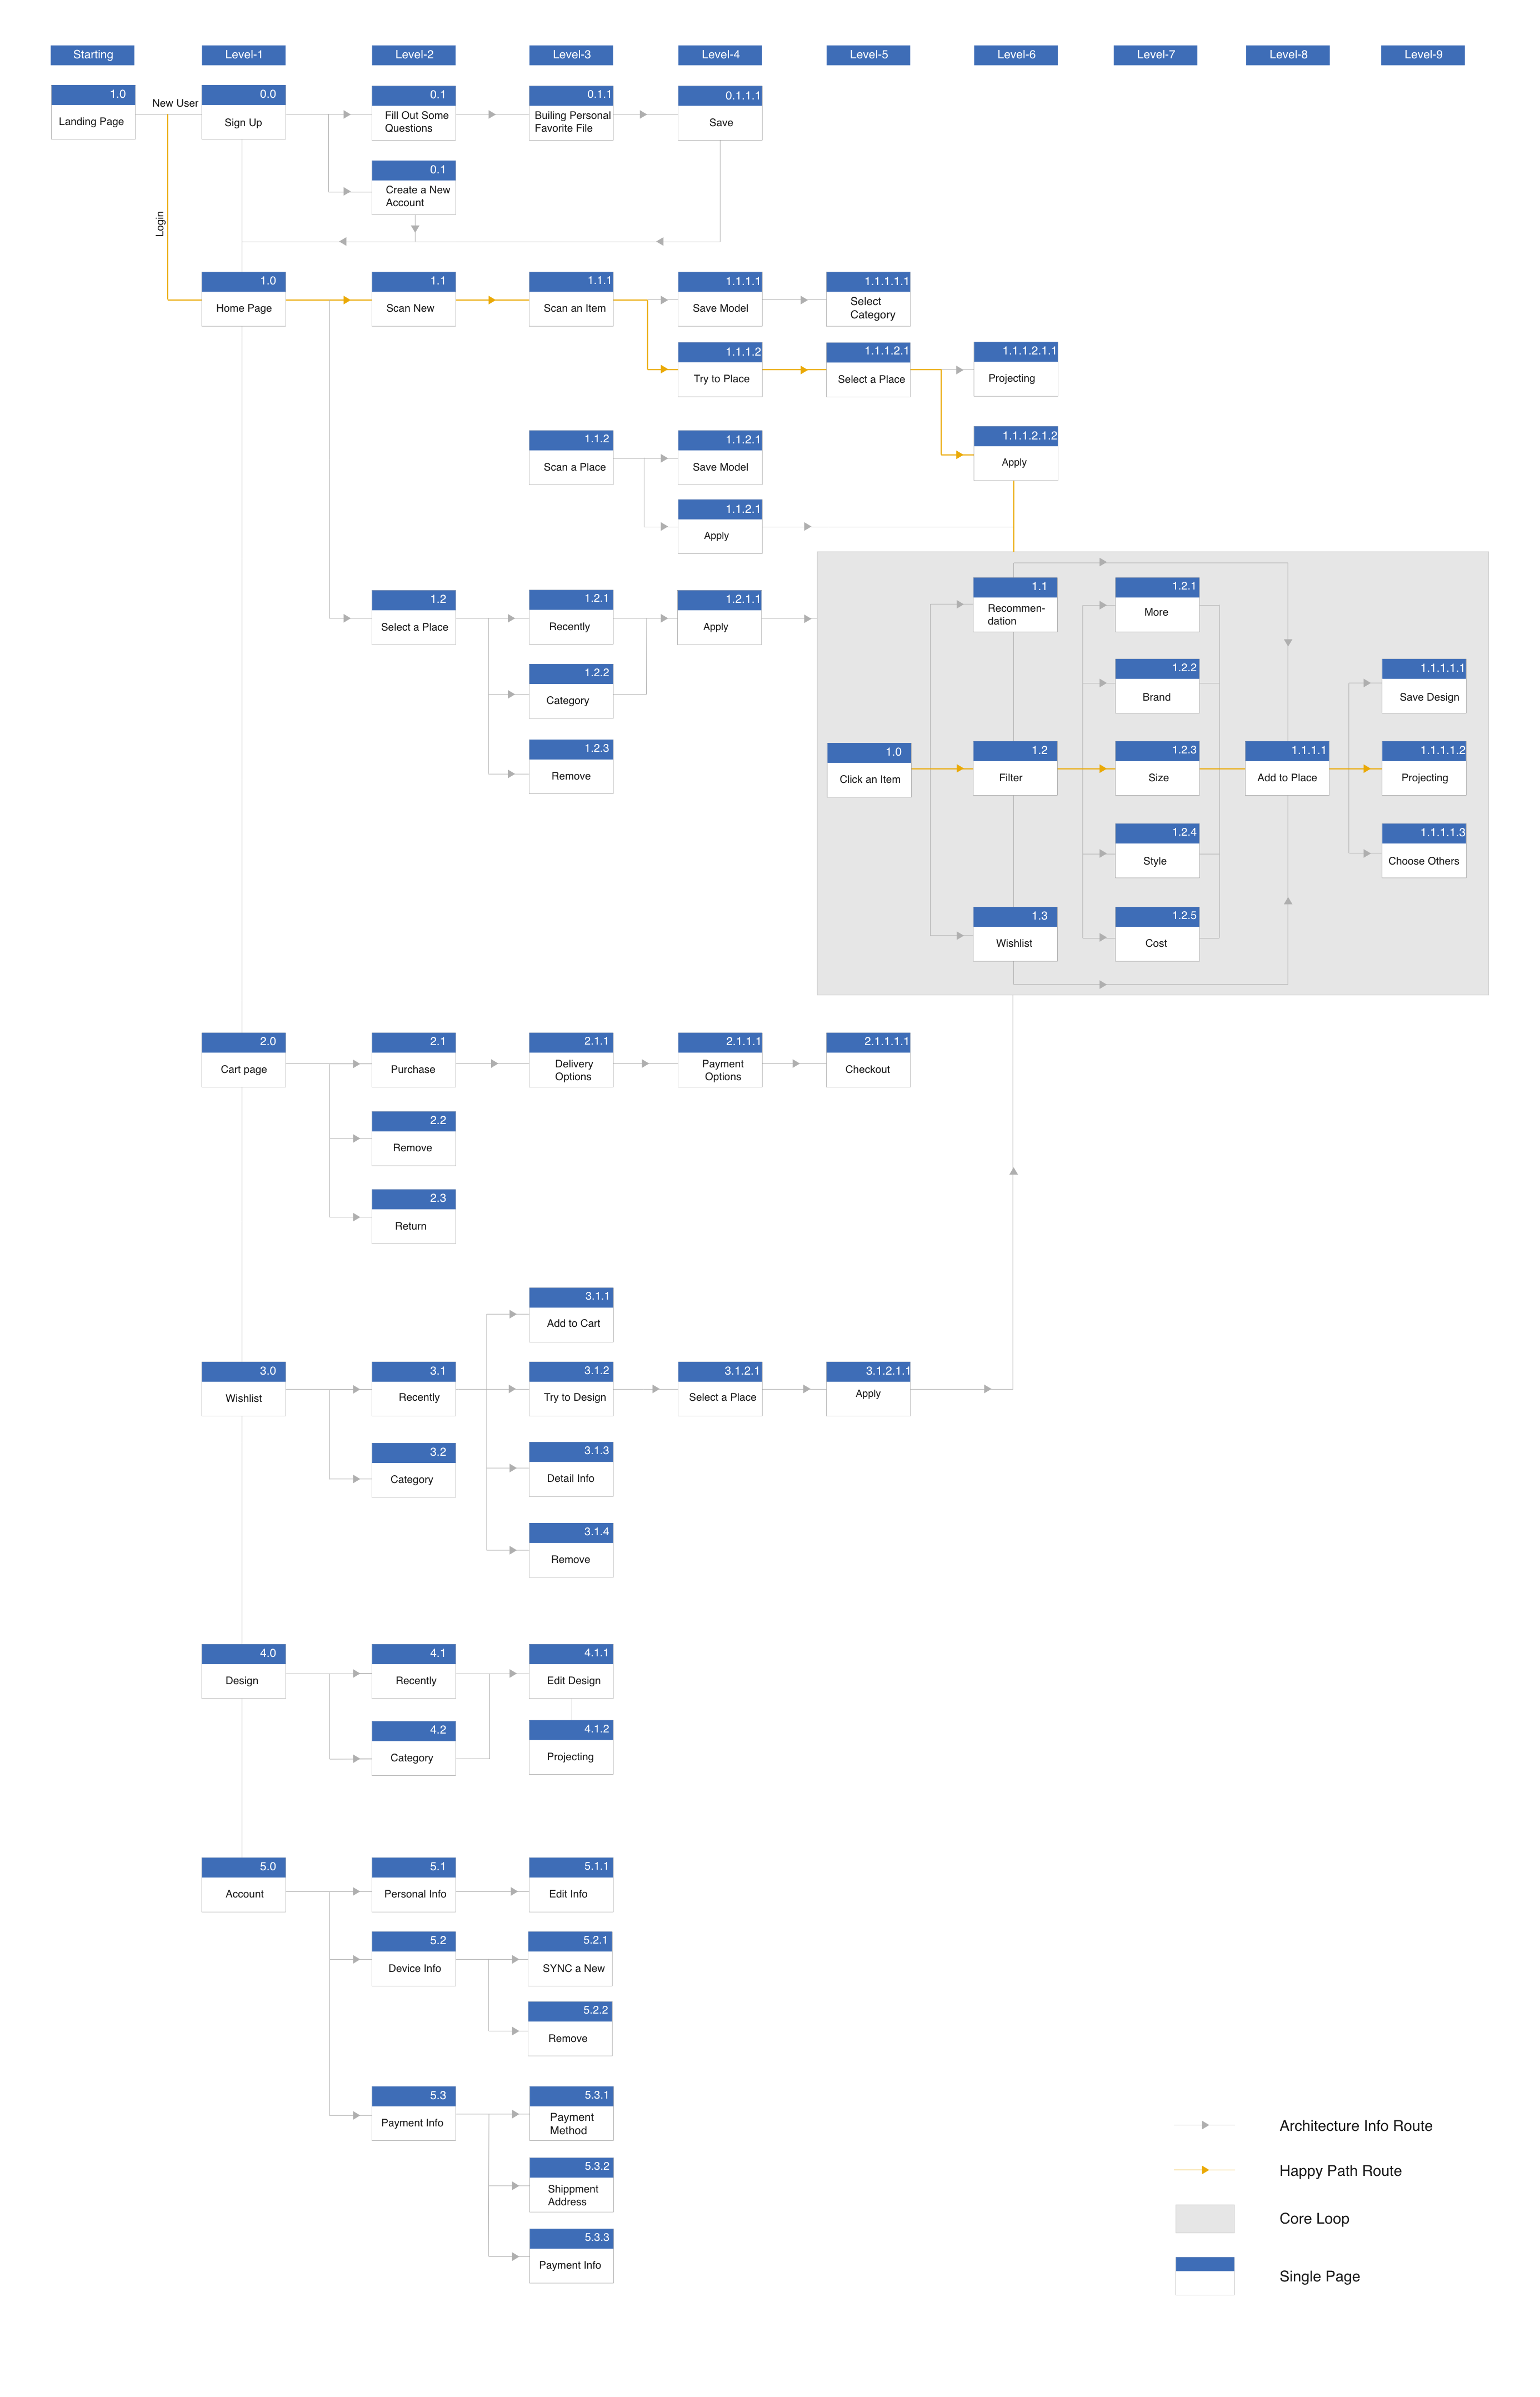 Starting
Level-1
Level-2
Level-3
Level-4
Level-5
Level-6
Level-7
Level-8
Level-9
1.0
Landing Page
New User
Login
0.0
Sign Up
0.1
Fill Out Some
Questions
0.1.1
Builing Personal
Favorite File
0.1.1.1
Save
0.1
Create a New
Account
1.0
Home Page
1.1
Scan New
1.1.1
Scan an Item
1.1.1.1
Save Model
1.1.1.1.1
Select
Category
1.1.1.2
Try to Place
1.1.1.2.1
Select a Place
1.1.1.2.1.1
Projecting
1.1.2
Scan a Place
1.1.2.1
Save Model
1.1.1.2.1.2
Apply
1.1.2.1
Apply
1.2
Select a Place
1.2.1
Recently
1.2.1.1
Apply
1.2.2
Category
1.2.3
Remove
1.0
Click an Item
1.1
Recommen-
dation
1.2
Filter
1.3
Wishlist
1.2.1
More
1.2.2
Brand
1.2.3
Size
1.2.4
Style
1.2.5
Cost
1.1.1.1
Add to Place
1.1.1.1.1
Save Design
1.1.1.1.2
Projecting
1.1.1.1.3
Choose Others
2.0
Cart page
2.1
Purchase
2.1.1
Delivery
Options
2.1.1.1
Payment
Options
2.1.1.1.1
Checkout
2.2
Remove
2.3
Return
3.1.1
Add to Cart
3.0
Wishlist
3.1
Recently
3.1.2
Try to Design
3.1.2.1
Select a Place
3.1.2.1.1
Apply
3.2
Category
3.1.3
Detail Info
3.1.4
Remove
4.0
Design
4.1
Recently
4.1.1
Edit Design
4.2
Category
4.1.2
Projecting
5.0
Account
5.1
Personal Info
5.1.1
Edit Info
5.2
Device Info
5.2.1
SYNC a New
5.2.2
Remove
5.3
Payment Info
5.3.1
Payment
Method
5.3.2
Shippment
Address
5.3.3
Payment Info
Architecture Info Route
Happy Path Route
Core Loop
Single Page